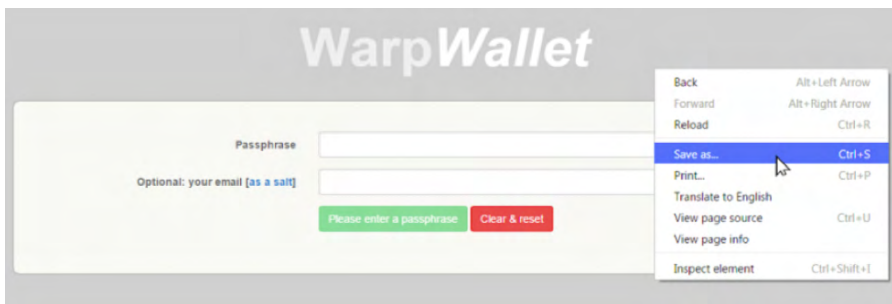 WarpWallet
Passphrase
Optional: your email [as a salt]
Please enter a passphrase
Clear & reset
Back Alt+Left Arrow
Forward Alt+Right Arrow
Reload Ctrl+R
Save as... Ctrl+S
Print... Ctrl+P
Translate to English
View page source Ctrl+U
View page info
Inspect element Ctrl+Shift+I